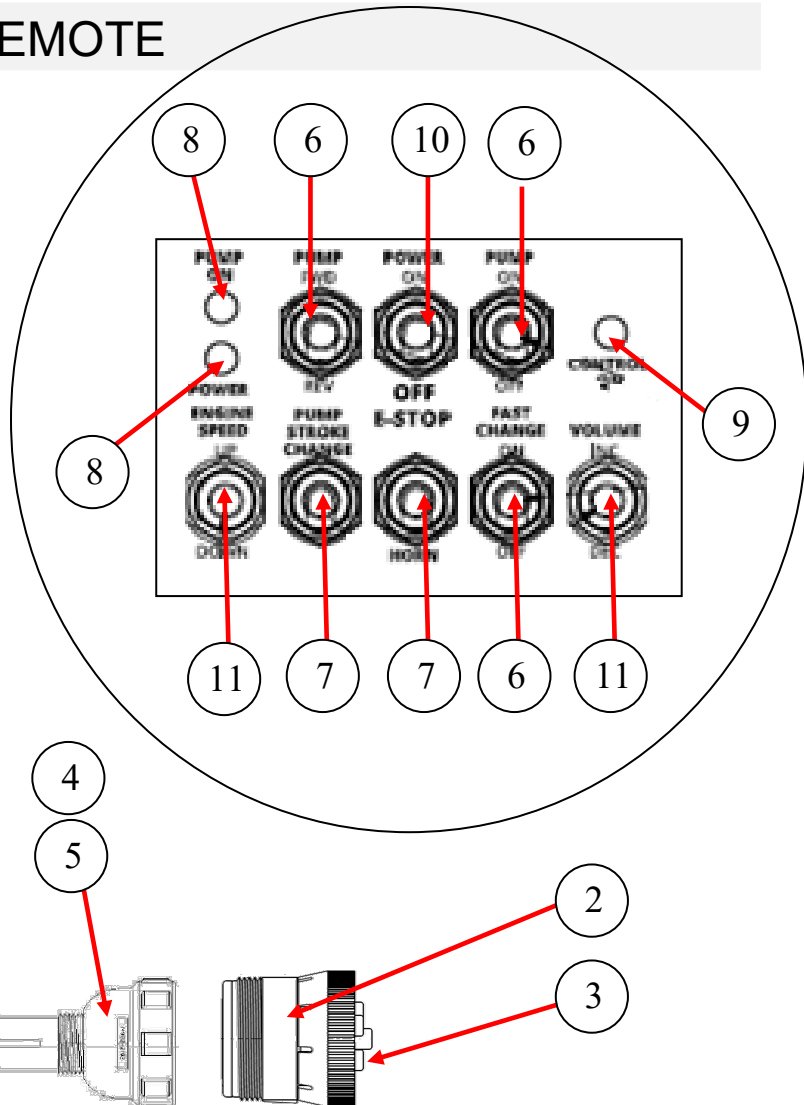 EMOTE
8 6 10 6
PUMP ON
PUMP FWD
POWER ON
PUMP ON
POWER
REV
OFF
E-STOP
OFF
CONTROL
9
8
ENGINE SPEED UP
PUMP STROKE CHANGE
FAST CHANGE ON
VOLUME INC
DOWN
HORN
OFF
DEC
11 7 7 6 11
4
5
2
3